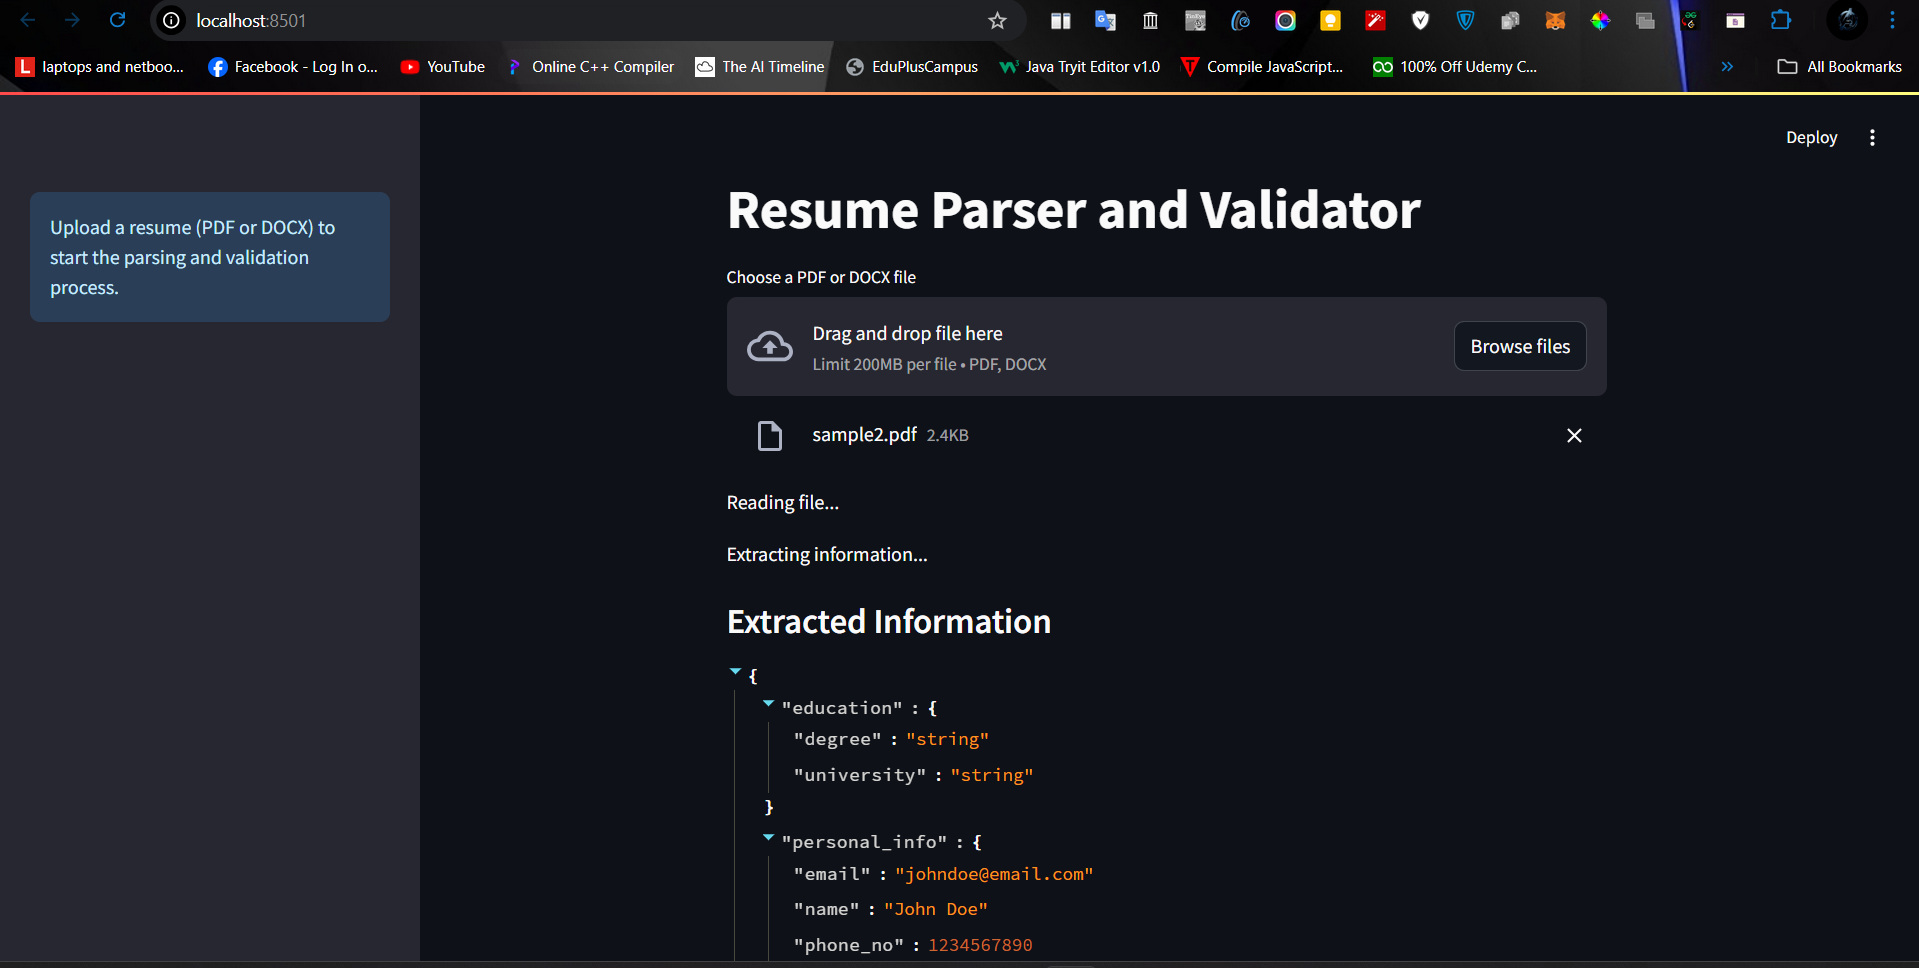 localhost:8501
laptops and netboo...
Facebook - Log In o...
YouTube
Online C++ Compiler
The AI Timeline
EduPlusCampus
Java Tryit Editor v1.0
Compile JavaScript...
100% Off Udemy C...
All Bookmarks
Deploy
Upload a resume (PDF or DOCX) to
start the parsing and validation
process.
Resume Parser and Validator
Choose a PDF or DOCX file
Drag and drop file here
Limit 200MB per file • PDF, DOCX
Browse files
sample2.pdf 2.4KB
Reading file...
Extracting information...
Extracted Information
{
"education" : {
"degree" : "string"
"university" : "string"
}
"personal_info" : {
"email" : "johndoe@email.com"
"name" : "John Doe"
"phone_no" : 1234567890